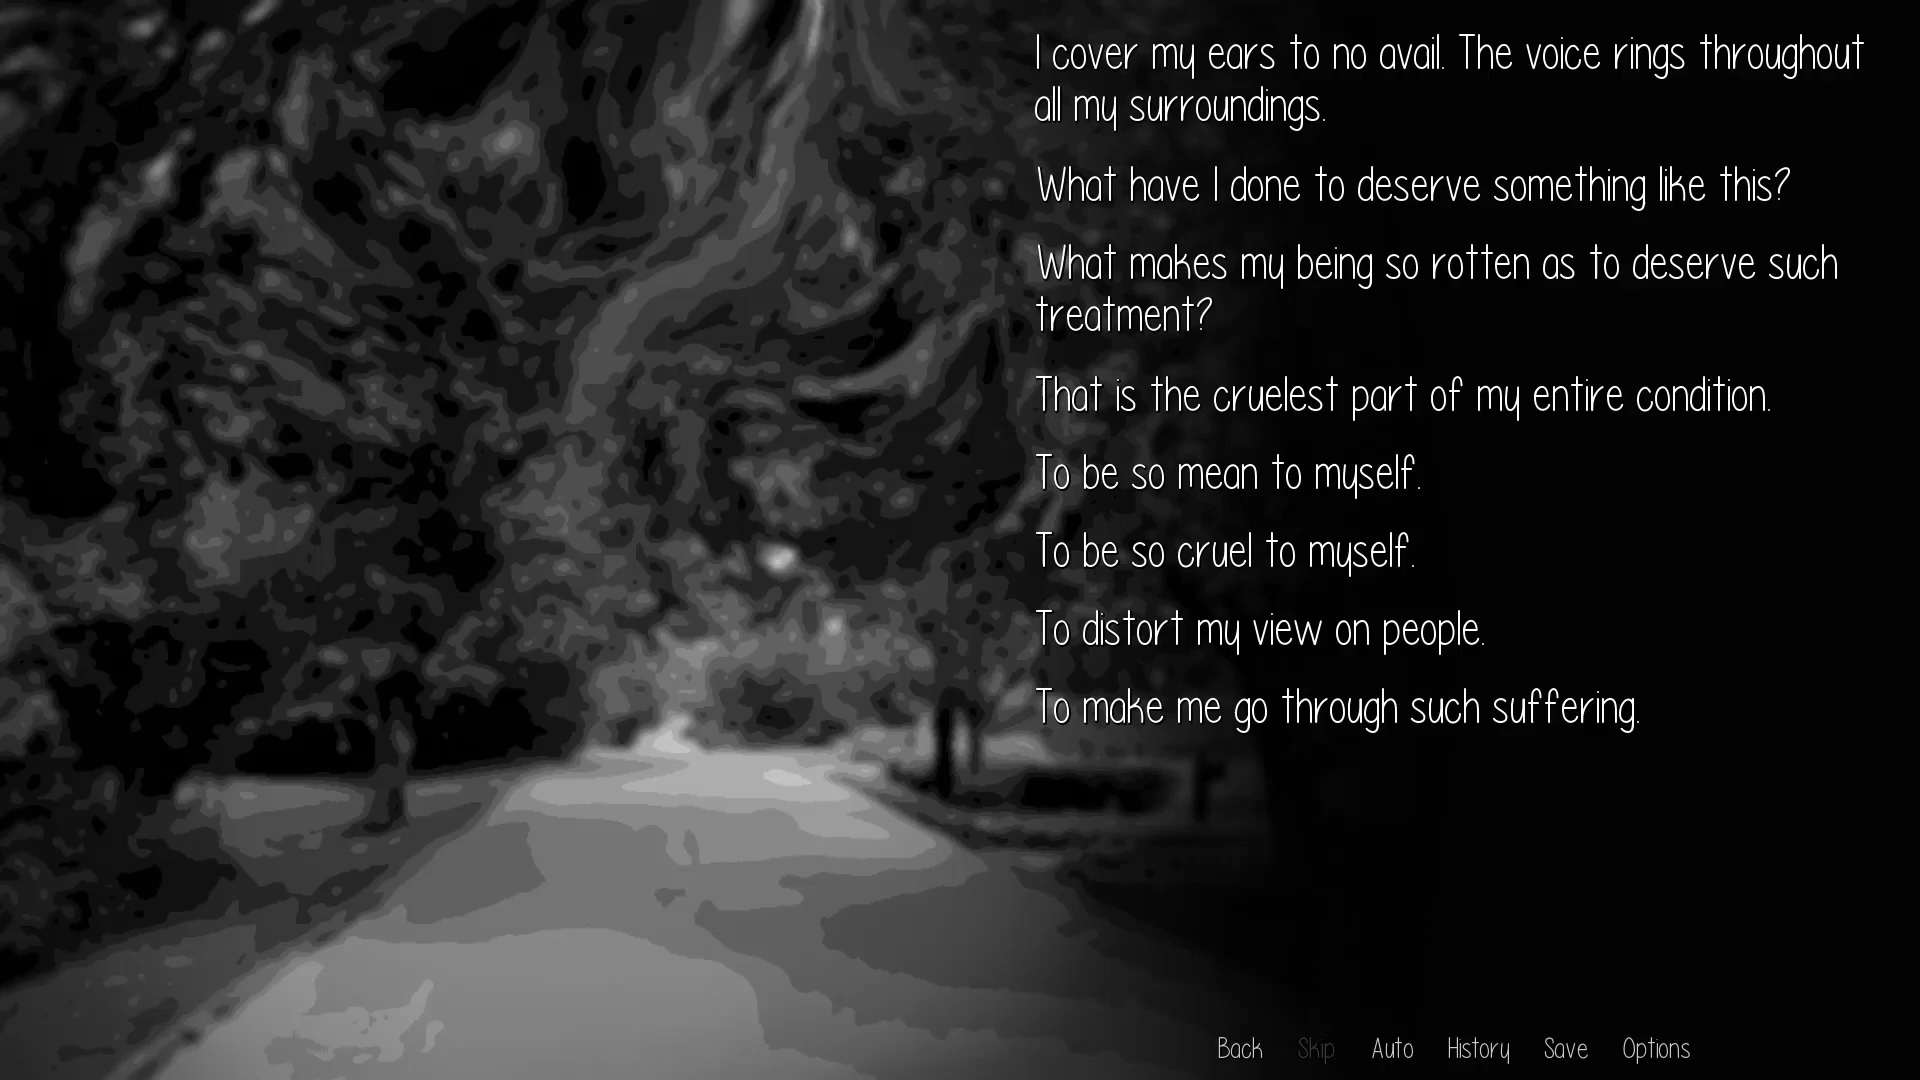 I cover my ears to no avail. The voice rings throughout
all my surroundings.
What have I done to deserve something like this?
What makes my being so rotten as to deserve such
treatment?
That is the cruelest part of my entire condition.
To be so mean to myself.
To be so cruel to myself.
To distort my view on people.
To make me go through such suffering.
Back Skip Auto History Save Options